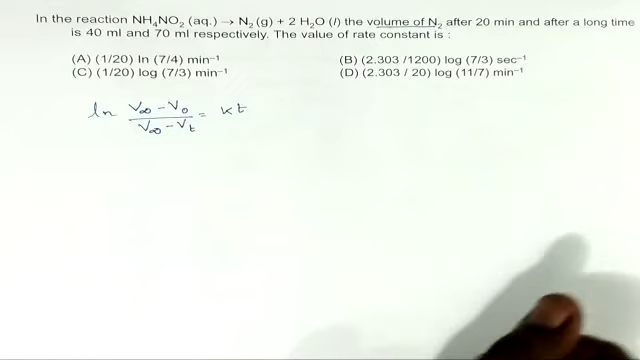 In the reaction NH₄NO₂ (aq.) → N₂ (g) + 2 H₂O (l) the volume of N₂ after 20 min and after a long time
is 40 ml and 70 ml respectively. The value of rate constant is :
(A) (1/20) ln (7/4) min⁻¹ (B) (2.303 /1200) log (7/3) sec⁻¹
(C) (1/20) log (7/3) min⁻¹ (D) (2.303 / 20) log (11/7) min⁻¹
ln (V∞ - V₀)/(V∞ - Vₜ) = kt